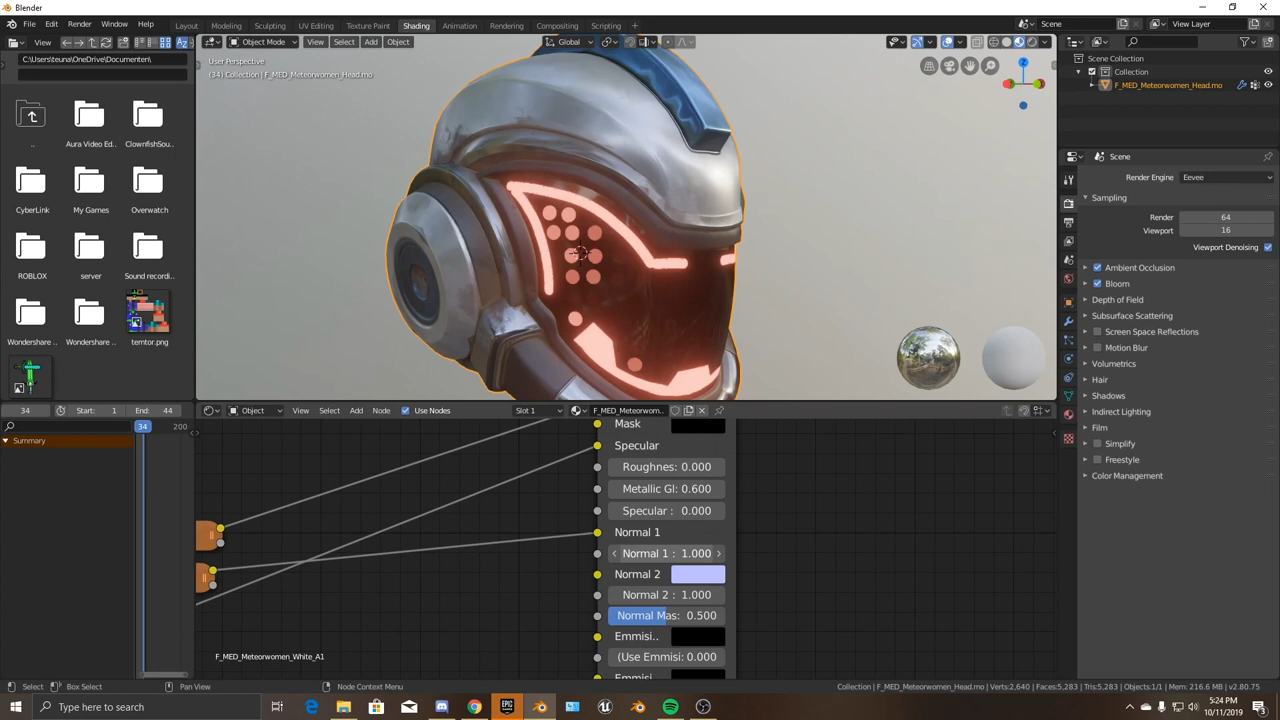 Blender
File Edit Render Window Help Layout Modeling Sculpting UV Editing Texture Paint Shading Animation Rendering Compositing Scripting + Scene View Layer
View Object Mode View Select Add Object Global
C:\Users\teuna\OneDrive\Documenten\
User Perspective
(34) Collection | F_MED_Meteorwomen_Head.mo
Scene Collection
Collection
F_MED_Meteorwomen_Head.mo
.. Aura Video Ed.. ClownfishSou..
CyberLink My Games Overwatch
ROBLOX server Sound recordi..
Wondershare .. Wondershare .. temtor.png
Z
Scene
Render Engine Eevee
Sampling
Render 64
Viewport 16
Viewport Denoising
Ambient Occlusion
Bloom
Depth of Field
Subsurface Scattering
Screen Space Reflections
Motion Blur
Volumetrics
Hair
Shadows
Indirect Lighting
Film
Simplify
Freestyle
Color Management
34 Start: 1 End: 44
34 200
Summary
Object View Select Add Node Use Nodes Slot 1 F_MED_Meteorwom..
Mask
Specular
Roughness: 0.000
Metallic Gl: 0.600
Specular : 0.000
Normal 1
Normal 1 : 1.000
Normal 2
Normal 2 : 1.000
Normal Mas: 0.500
Emmisi..
(Use Emmisi: 0.000
Emmisi
F_MED_Meteorwomen_White_A1
Select Box Select Pan View Node Context Menu Collection | F_MED_Meteorwomen_Head.mo | Verts:2,640 | Faces:5,283 | Tris:5,283 | Objects:1/1 | Mem: 216.6 MB | v2.80.75
Type here to search
EPIC GAMES
5:24 PM
10/11/2019